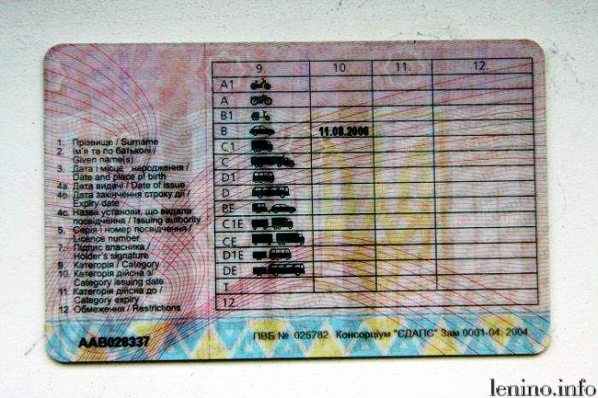 9. 10. 11. 12.
A1
A
B1
B 11.08.2006
C1
C
D1
D
BE
C1E
CE
D1E
DE
T
12.
1. Прізвище / Surname
2. Ім'я та по батькові /
Given name(s)
3. Дата і місце народження /
Date and place of birth
4a. Дата видачі / Date of issue
4b. Дата закінчення строку дії /
Expiry date
4c. Назва установи, що видала
посвідчення / Issuing authority
5. Серія і номер посвідчення /
Licence number
7. Підпис власника /
Holder's signature
9. Категорія / Category
10. Категорія дійсна з /
Category issuing date
11. Категорія дійсна до /
Category expiry
12. Обмеження / Restrictions
ААВ028337
ПВБ № 025782 Консорціум "ЄДАПС" Зам.0001-04. 2004
lenino.info